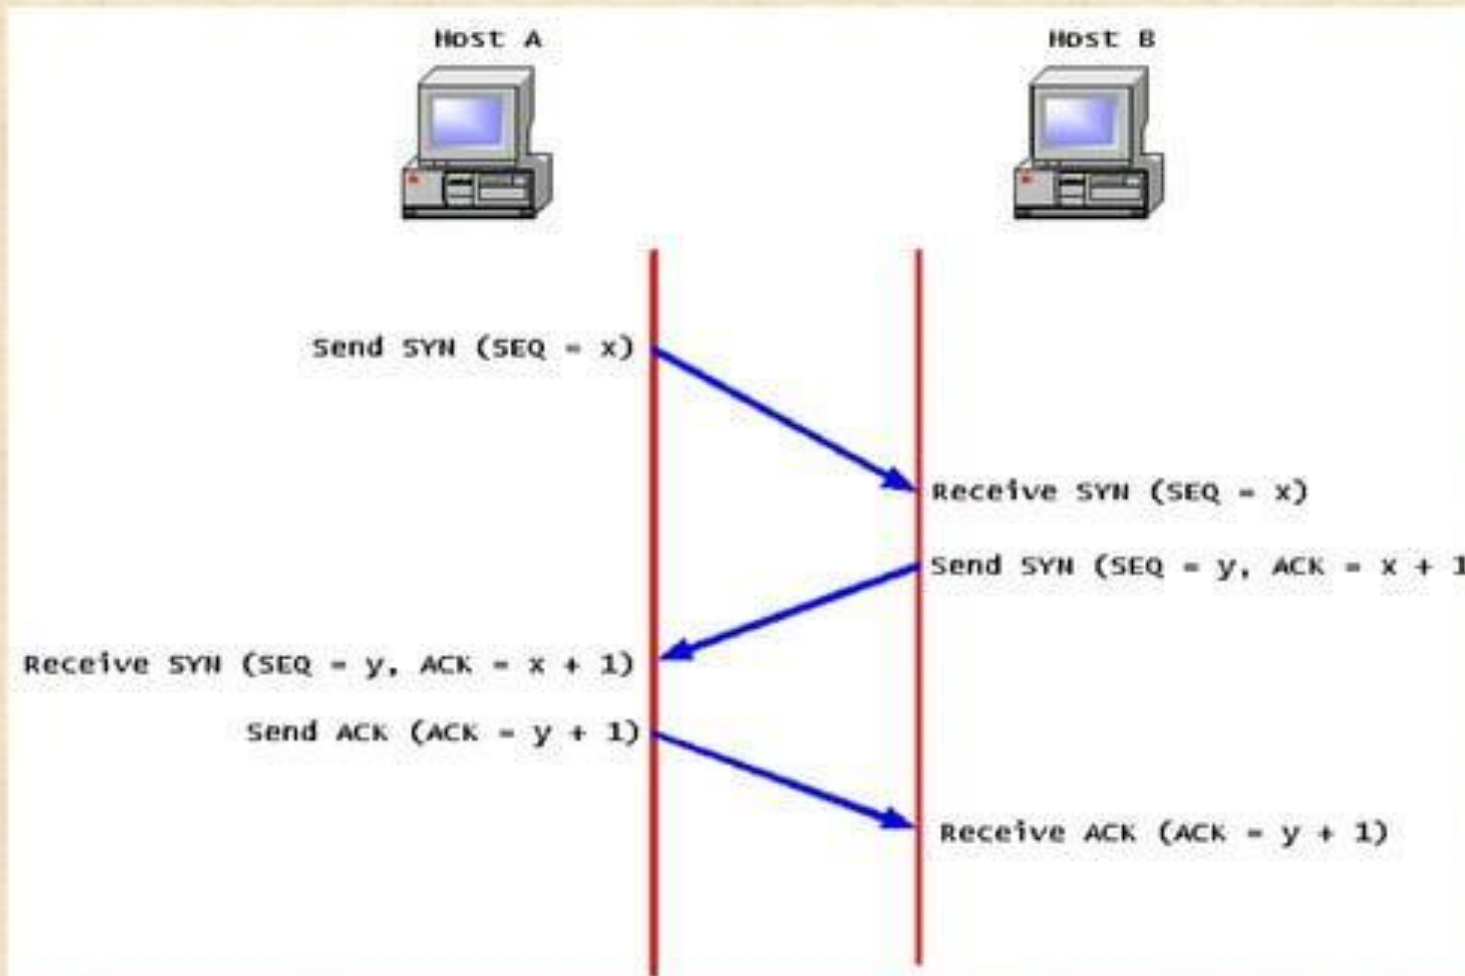 Host A
Host B
Send SYN (SEQ = x)
Receive SYN (SEQ = x)
Send SYN (SEQ = y, ACK = x + 1
Receive SYN (SEQ = y, ACK = x + 1)
Send ACK (ACK = y + 1)
Receive ACK (ACK = y + 1)